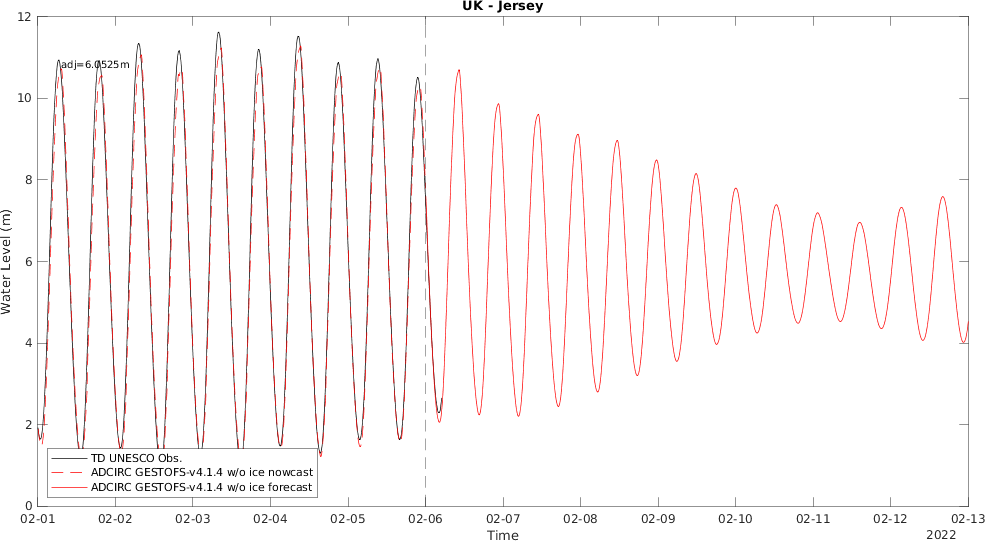 UK - Jersey
12
10
8
6
4
2
0
Water Level (m)
adj=6.0525m
TD UNESCO Obs.
ADCIRC GESTOFS-v4.1.4 w/o ice nowcast
ADCIRC GESTOFS-v4.1.4 w/o ice forecast
02-01 02-02 02-03 02-04 02-05 02-06 02-07 02-08 02-09 02-10 02-11 02-12 02-13
Time
2022